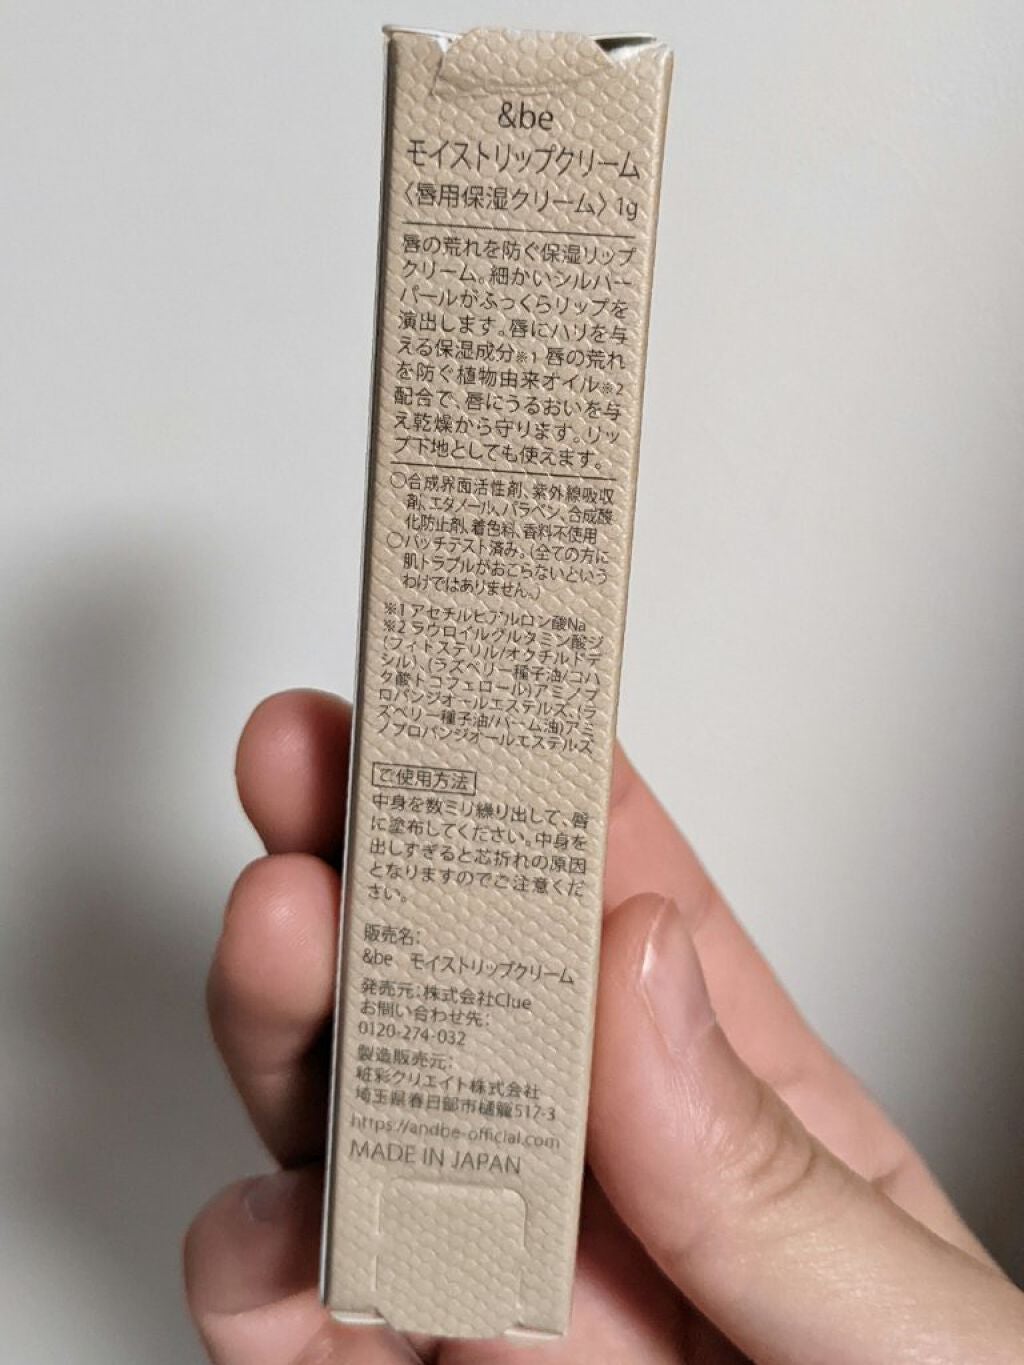 &be
モイストリップクリーム
〈唇用保湿クリーム〉 1g
唇の荒れを防ぐ保湿リップ
クリーム。細かいシルバー
パールがふっくらリップを
演出します。唇にハリを与
える保湿成分※1 唇の荒れ
を防ぐ植物由来オイル※2
配合で、唇にうるおいを与
え乾燥から守ります。リッ
プ下地としても使えます。
○合成界面活性剤、紫外線吸収
剤、エタノール、パラベン、合成酸
化防止剤、着色料、香料不使用
○パッチテスト済み。(全ての方に
肌トラブルがおこらないという
わけではありません。)
※1 アセチルヒアルロン酸Na
※2 ラウロイルグルタミン酸ジ
(フィトステリル/オクチルドデ
シル)、(ラズベリー種子油/コハ
ク酸トコフェロール)アミノプ
ロパンジオールエステルズ、(ラ
ズベリー種子油/パーム油)アミ
ノプロパンジオールエステルズ
ご使用方法
中身を数ミリ繰り出して、唇
に塗布してください。中身を
出しすぎると芯折れの原因
となりますのでご注意くだ
さい。
販売名:
&be モイストリップクリーム
発売元:株式会社Clue
お問い合わせ先:
0120-274-032
製造販売元:
粧彩クリエイト株式会社
埼玉県春日部市樋籠517-3
https://andbe-official.com
MADE IN JAPAN